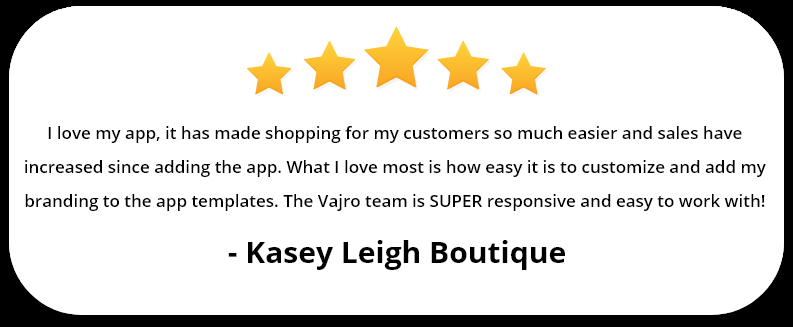 I love my app, it has made shopping for my customers so much easier and sales have
increased since adding the app. What I love most is how easy it is to customize and add my
branding to the app templates. The Vajro team is SUPER responsive and easy to work with!
- Kasey Leigh Boutique